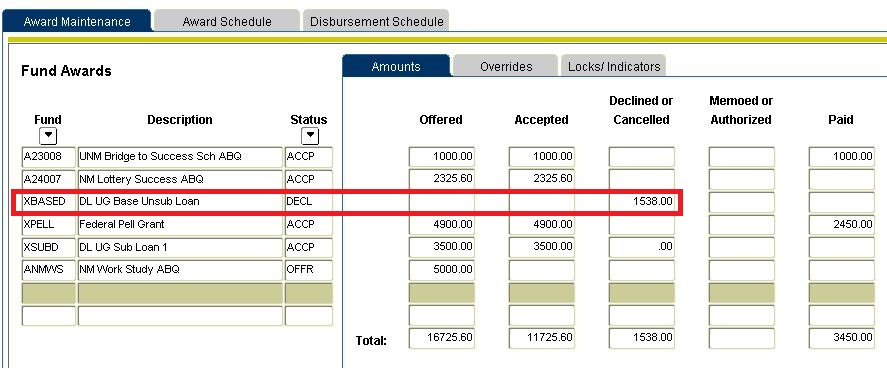 Award Maintenance Award Schedule Disbursement Schedule
Fund Awards
Amounts Overrides Locks/ Indicators
Fund Description Status Offered Accepted Declined or Cancelled Memoed or Authorized Paid
A23008 UNM Bridge to Success Sch ABQ ACCP 1000.00 1000.00 1000.00
A24007 NM Lottery Success ABQ ACCP 2325.60 2325.60
XBASED DL UG Base Unsub Loan DECL 1538.00
XPELL Federal Pell Grant ACCP 4900.00 4900.00 2450.00
XSUBD DL UG Sub Loan 1 ACCP 3500.00 3500.00 .00
ANMWS NM Work Study ABQ OFFR 5000.00
Total: 16725.60 11725.60 1538.00 3450.00